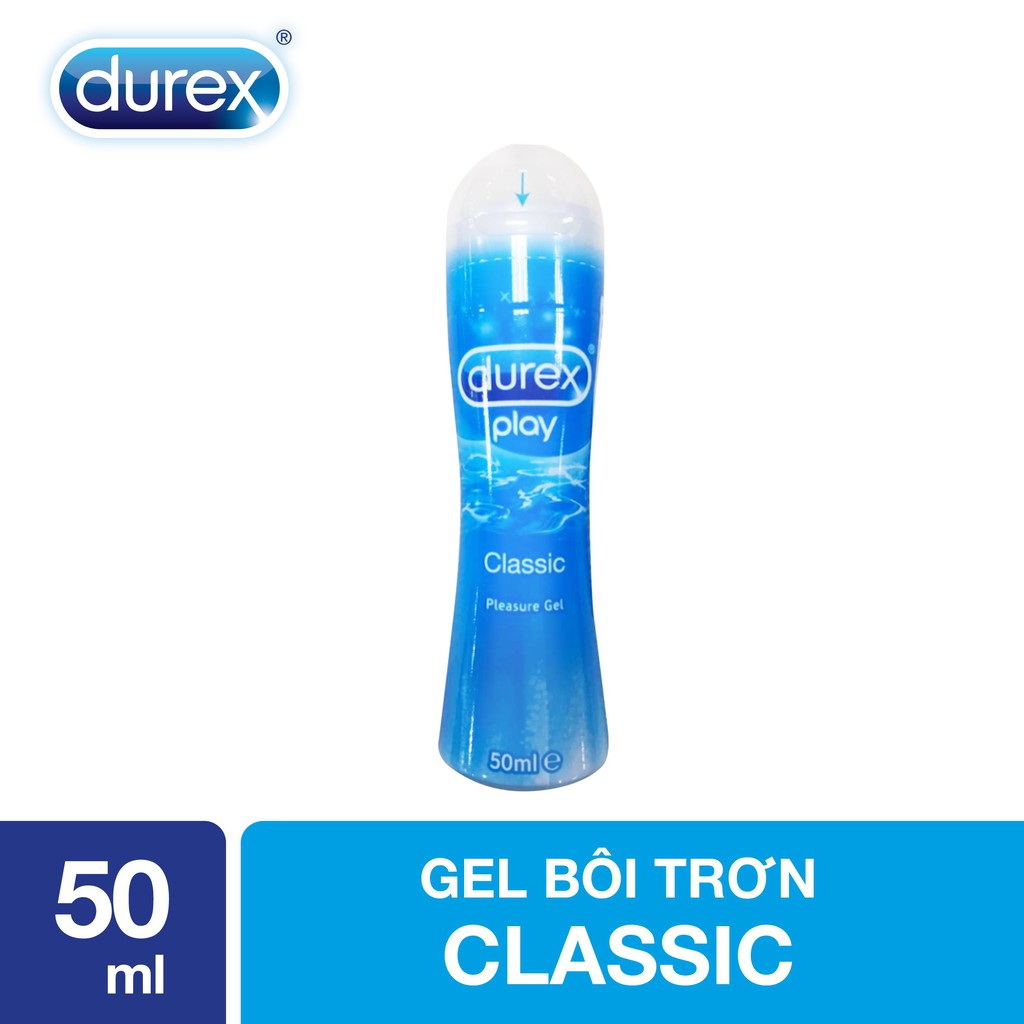 durex®
durex®
play
Classic
Pleasure Gel
50ml ℮
50
ml
GEL BÔI TRƠN
CLASSIC